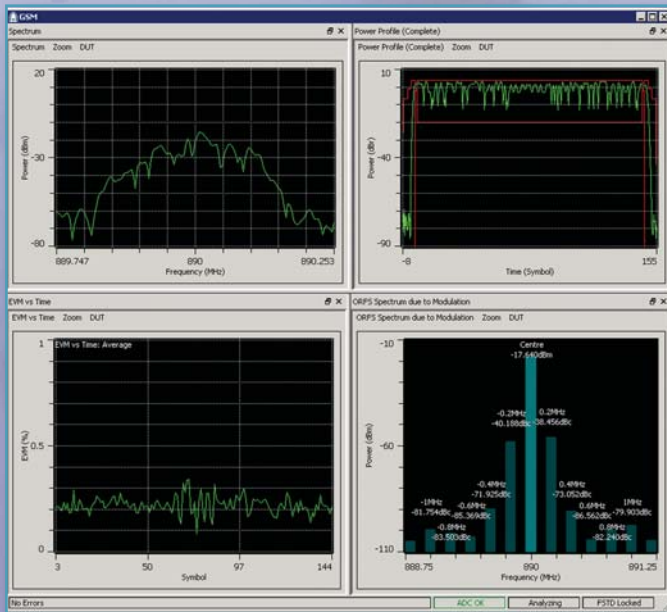 GSM
Spectrum
Spectrum Zoom DUT
20
-30
-80
Power (dBm)
889.747 890 890.253
Frequency (MHz)
Power Profile (Complete)
Power Profile (Complete) Zoom DUT
10
-40
-90
Power (dBr)
-8 155
Time (Symbol)
EVM vs Time
EVM vs Time Zoom DUT
EVM vs Time: Average
1
0.5
0
EVM (%)
3 50 97 144
Symbol
ORFS Spectrum due to Modulation
ORFS Spectrum due to Modulation Zoom DUT
-10
-60
-110
Power (dBm)
Centre
-17.640dBm
-0.2MHz
-40.188dBc
0.2MHz
-38.456dBc
-0.4MHz
-71.925dBc
0.4MHz
-73.052dBc
-1MHz
-81.754dBc
-0.6MHz
-85.369dBc
0.6MHz
-86.562dBc
1MHz
-79.903dBc
-0.8MHz
-83.503dBc
0.8MHz
-82.240dBc
888.75 890 891.25
Frequency (MHz)
No Errors ADC OK Analyzing FSTD Locked